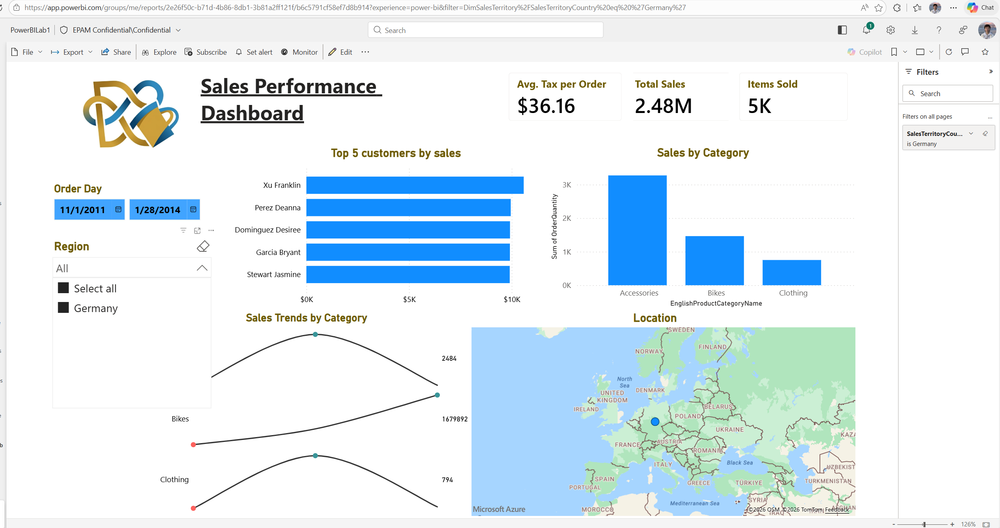 https://app.powerbi.com/groups/me/reports/2e26f50c-b71d-4b86-8db1-3b81a2ff121f/b6c5791cf58ef7d8b914?experience=power-bi&filter=DimSalesTerritory%2FSalesTerritoryCountry%20eq%20%27Germany%27
Chat
PowerBILab1
EPAM Confidential\Confidential
Search
1
File
Export
Share
Explore
Subscribe
Set alert
Monitor
Edit
Copilot
Sales Performance
Dashboard
Avg. Tax per Order
$36.16
Total Sales
2.48M
Items Sold
5K
Filters
Search
Filters on all pages
SalesTerritoryCou...
is Germany
Order Day
11/1/2011
1/28/2014
Region
All
Select all
Germany
Top 5 customers by sales
Xu Franklin
Perez Deanna
Dominguez Desiree
Garcia Bryant
Stewart Jasmine
$0K
$5K
$10K
Sales by Category
Sum of OrderQuantity
3K
2K
1K
0K
Accessories
Bikes
Clothing
EnglishProductCategoryName
Sales Trends by Category
2484
Bikes
1679892
Clothing
794
Location
SWEDEN
FINLAND
NORWAY
North
Sea
DENMARK
UNITED
KINGDOM
IRELAND
BELARUS
POLAND
UKRAINE
KAZA
FRANCE
AUSTRIA
ROMANIA
Black Sea
ITALY
UZBEKIST
SPAIN
GREECE
TÜRKIYE
TURKMENISTAN
PORTUGAL
SYRIA
Mediterranean Sea
MOROCCO
IRAQ
IRAN
AFGHAN
Microsoft Azure
©2026 OSM ©2026 TomTom Feedback
126%